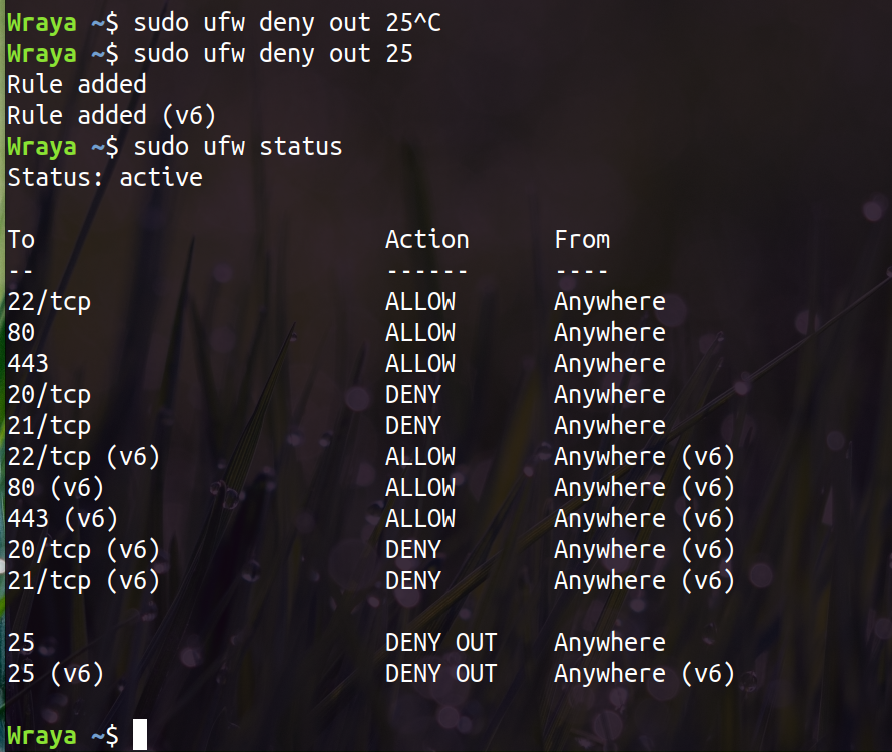 Wraya ~$ sudo ufw deny out 25^C
Wraya ~$ sudo ufw deny out 25
Rule added
Rule added (v6)
Wraya ~$ sudo ufw status
Status: active
To Action From
-- ------ ----
22/tcp ALLOW Anywhere
80 ALLOW Anywhere
443 ALLOW Anywhere
20/tcp DENY Anywhere
21/tcp DENY Anywhere
22/tcp (v6) ALLOW Anywhere (v6)
80 (v6) ALLOW Anywhere (v6)
443 (v6) ALLOW Anywhere (v6)
20/tcp (v6) DENY Anywhere (v6)
21/tcp (v6) DENY Anywhere (v6)
25 DENY OUT Anywhere
25 (v6) DENY OUT Anywhere (v6)
Wraya ~$